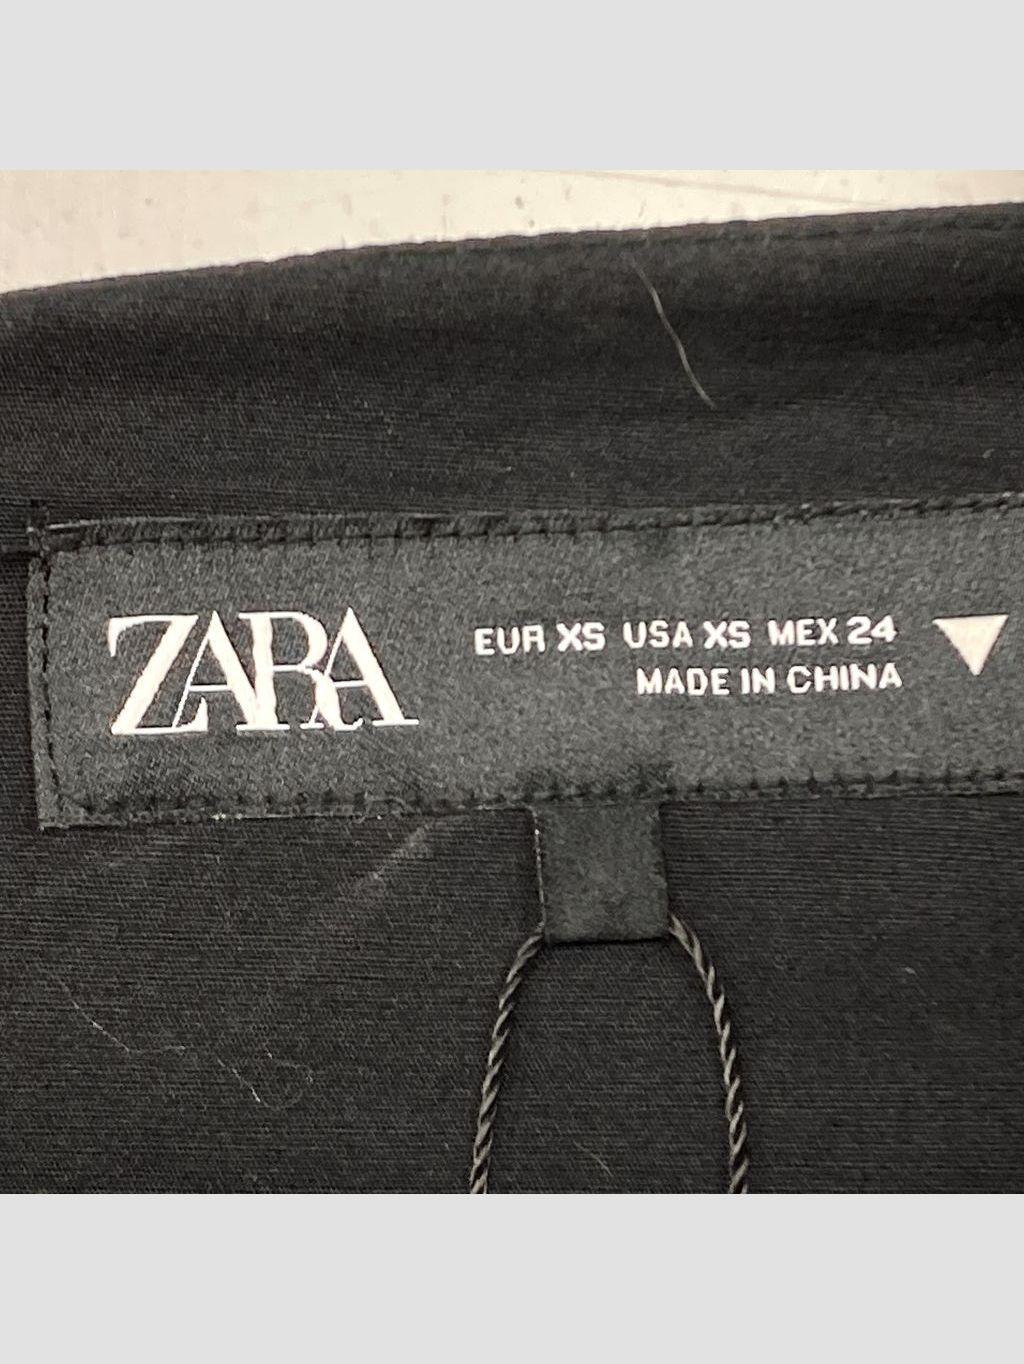 ZARA
EUR XS USA XS MEX 24
MADE IN CHINA